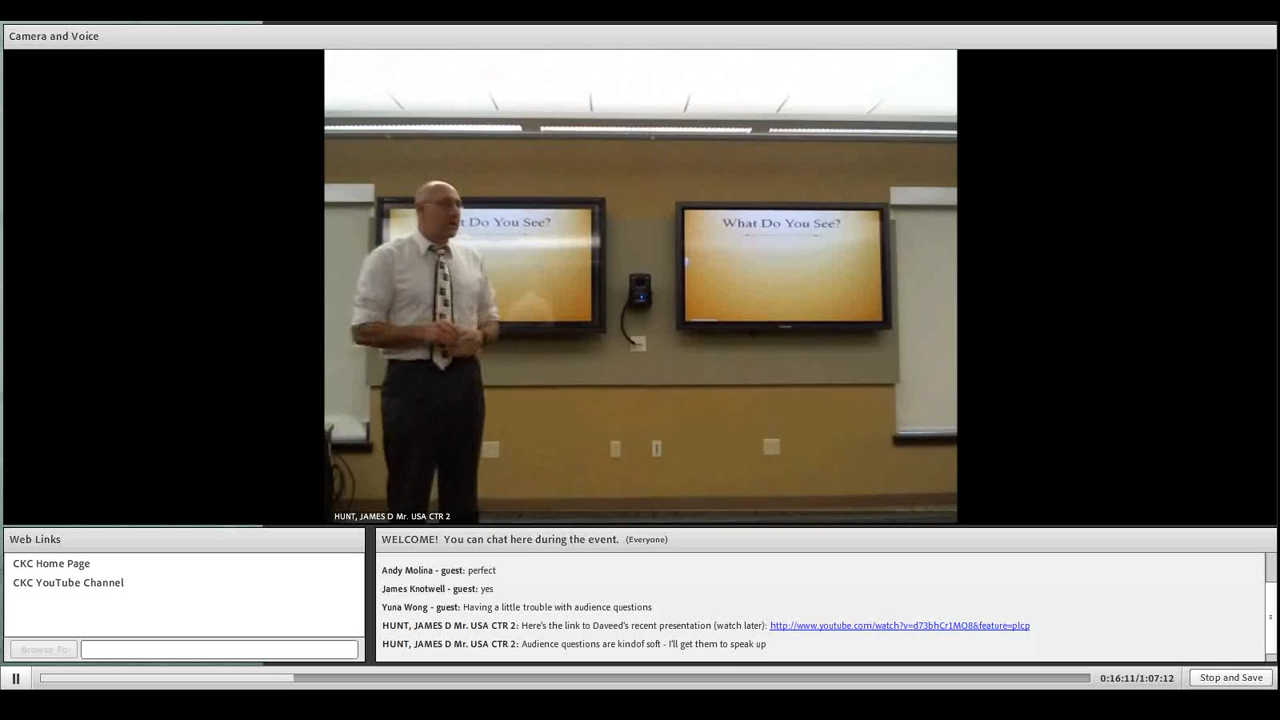 Camera and Voice
t Do You See?
What Do You See?
HUNT, JAMES D Mr. USA CTR 2
Web Links
CKC Home Page
CKC YouTube Channel
Browse To
WELCOME!  You can chat here during the event.  (Everyone)
Andy Molina - guest: perfect
James Knotwell - guest: yes
Yuna Wong - guest: Having a little trouble with audience questions
HUNT, JAMES D Mr. USA CTR 2: Here's the link to Daveed's recent presentation (watch later): http://www.youtube.com/watch?v=d73bhCr1MO8&feature=plcp
HUNT, JAMES D Mr. USA CTR 2: Audience questions are kindof soft - I'll get them to speak up
0:16:11/1:07:12
Stop and Save